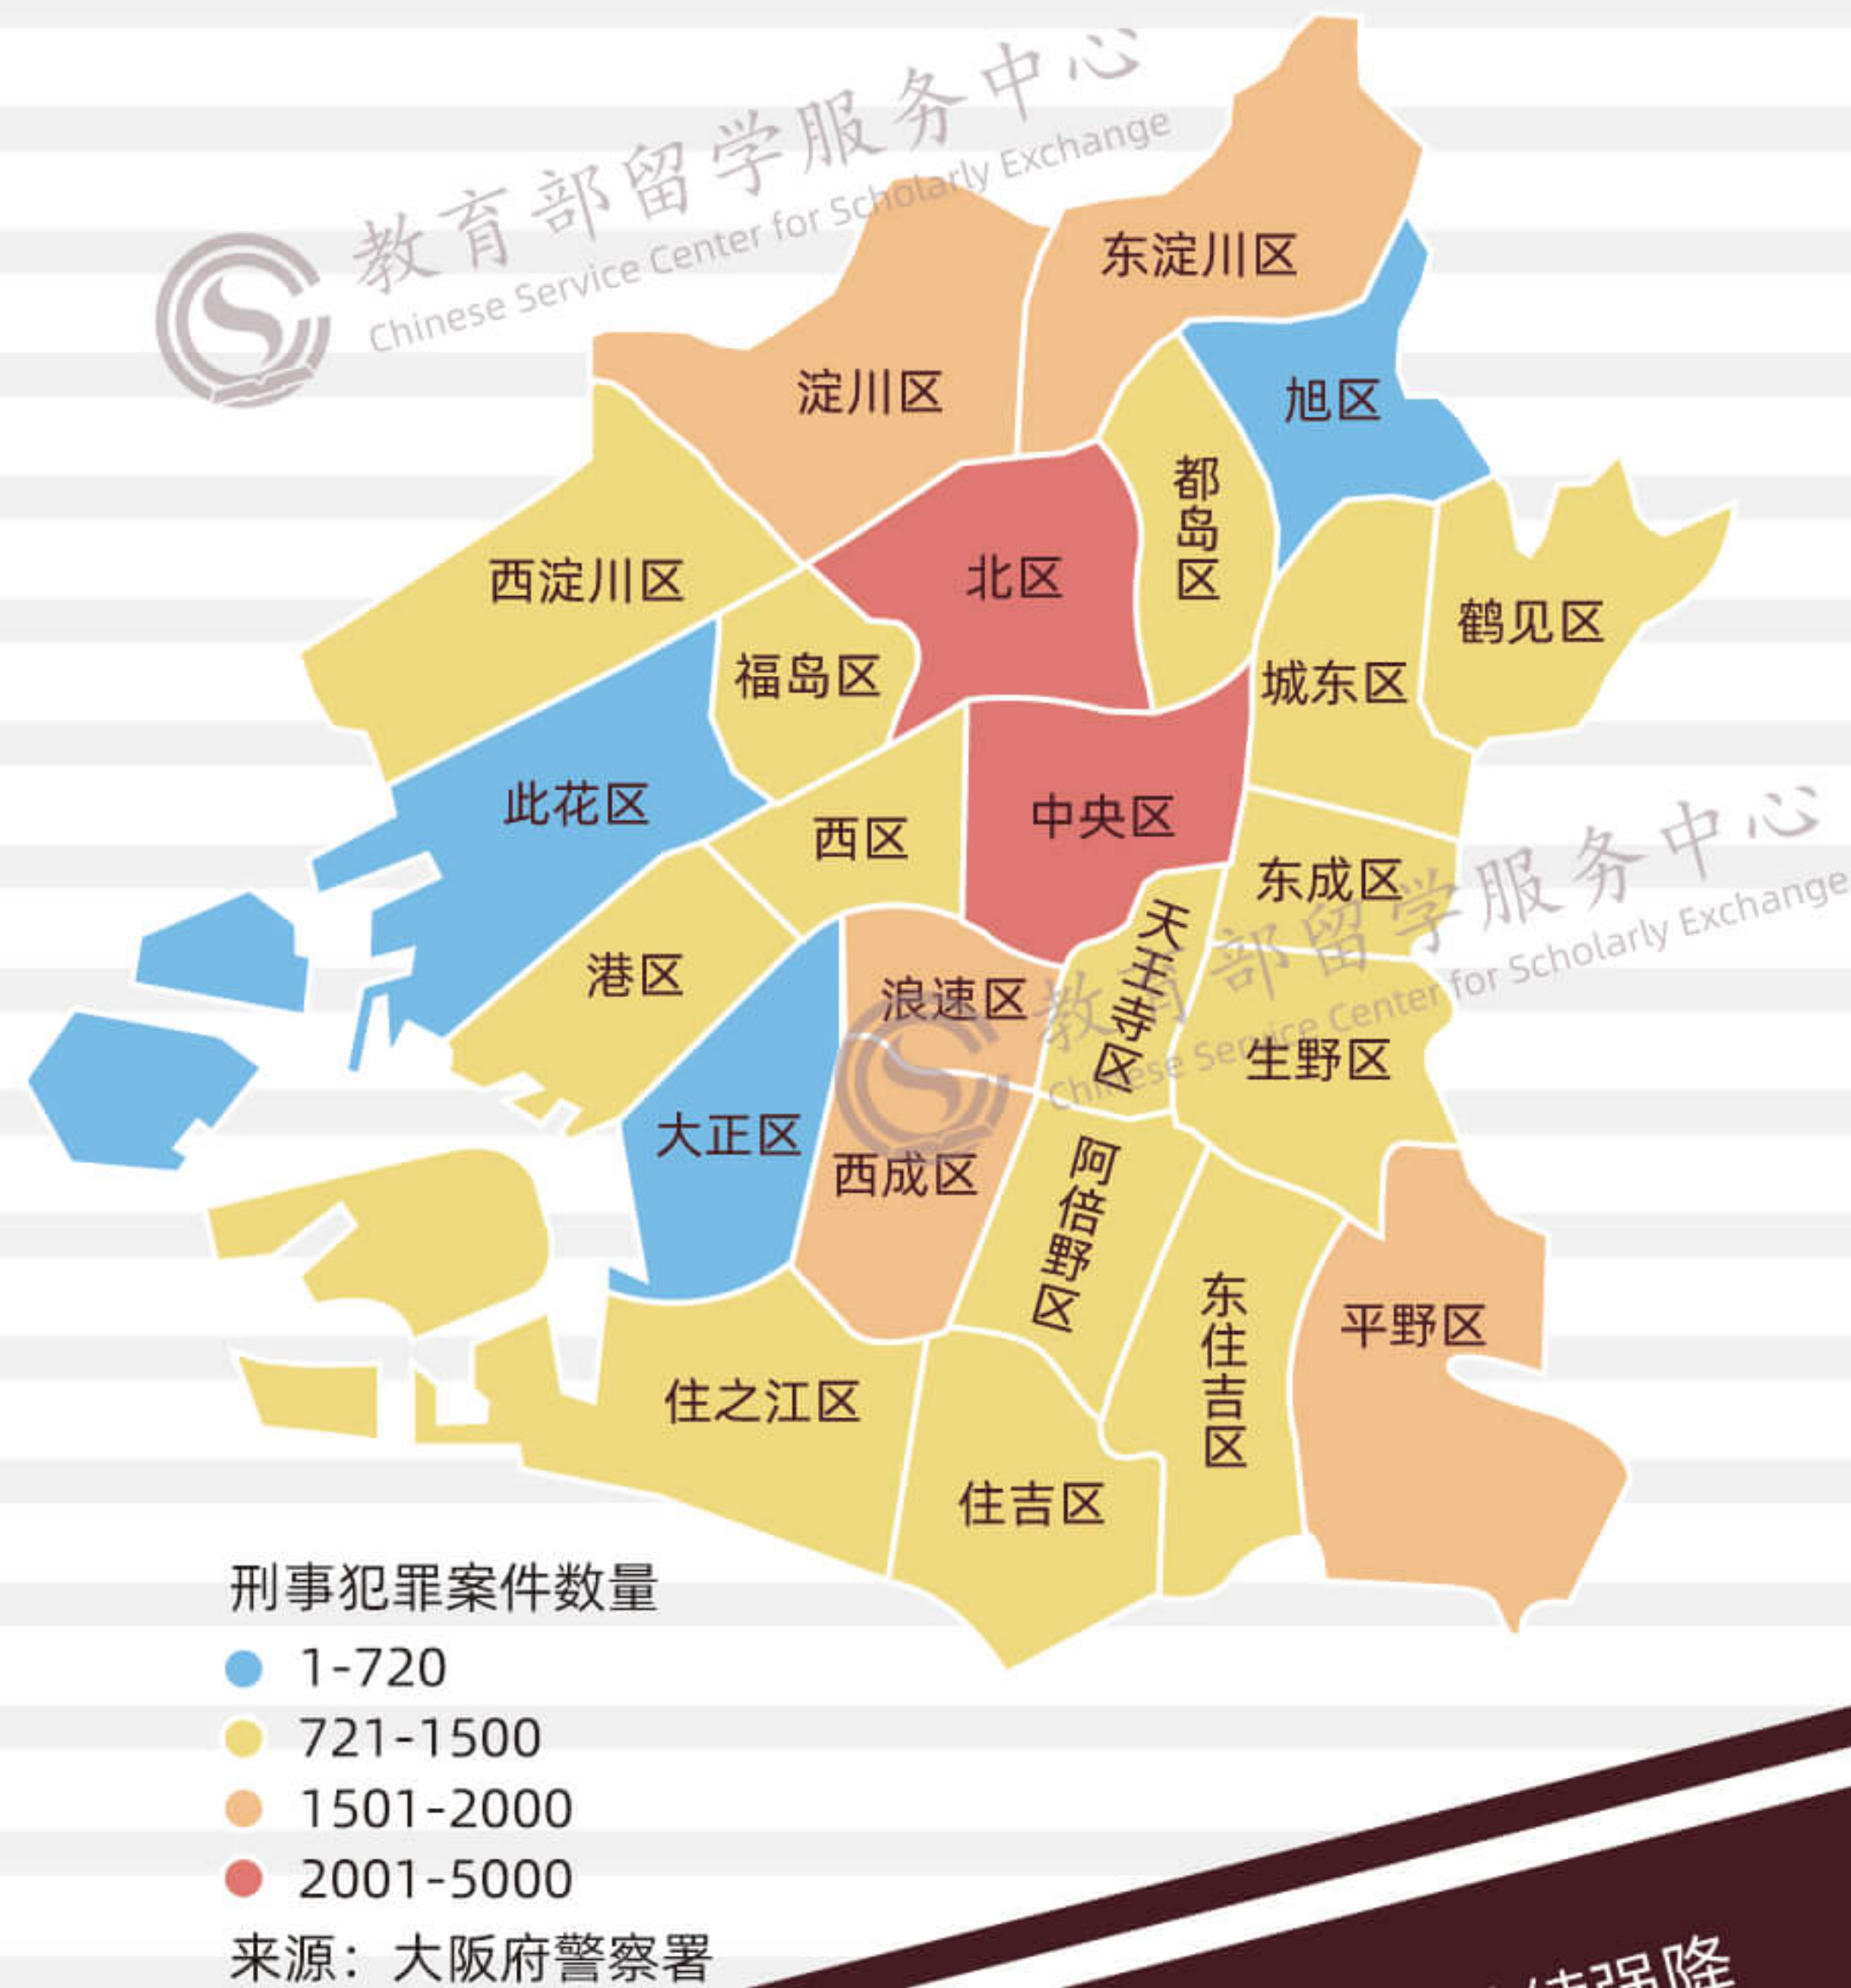 教育部留学服务中心
Chinese Service Center for Scholarly Exchange
东淀川区
淀川区
旭区
都岛区
西淀川区
北区
鹤见区
福岛区
城东区
此花区
西区
中央区
东成区
教育部留学服务中心
Chinese Service Center for Scholarly Exchange
天王寺区
港区
浪速区
生野区
大正区
西成区
阿倍野区
东住吉区
平野区
住之江区
住吉区
刑事犯罪案件数量
1-720
721-1500
1501-2000
2001-5000
来源：大阪府警察署
强降